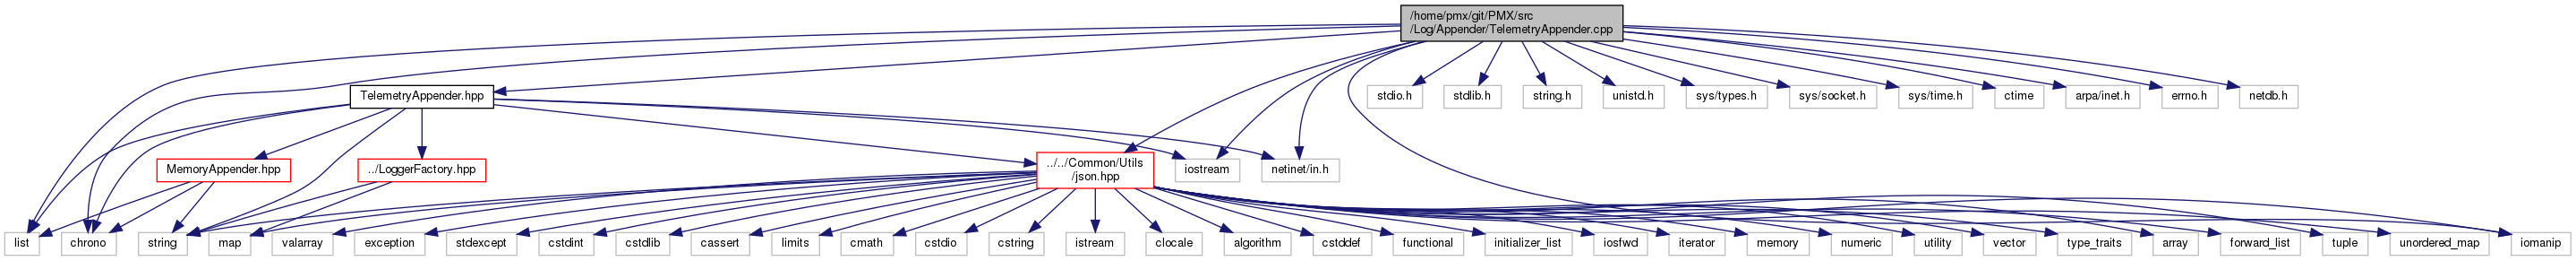 /home/pmx/git/PMX/src
/Log/Appender/TelemetryAppender.cpp
TelemetryAppender.hpp
stdio.h
stdlib.h
string.h
unistd.h
sys/types.h
sys/socket.h
sys/time.h
ctime
arpa/inet.h
errno.h
netdb.h
MemoryAppender.hpp
../LoggerFactory.hpp
../../Common/Utils
/json.hpp
iostream
netinet/in.h
list
chrono
string
map
valarray
exception
stdexcept
cstdint
cstdlib
cassert
limits
cmath
cstdio
cstring
istream
clocale
algorithm
cstddef
functional
initializer_list
iosfwd
iterator
memory
numeric
utility
vector
type_traits
array
forward_list
tuple
unordered_map
iomanip